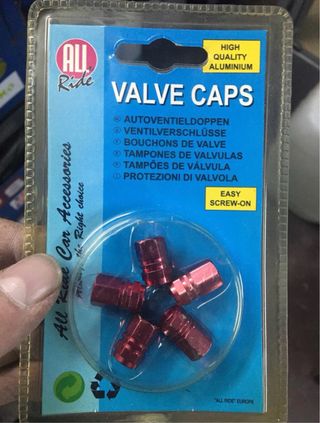 ALL
Ride
HIGH
QUALITY
ALUMINIUM
VALVE CAPS
AUTOVENTIELDOPPEN
VENTILVERSCHLÜSSE
BOUCHONS DE VALVE
TAMPONES DE VALVULAS
TAMPÕES DE VÁLVULA
PROTEZIONI DI VALVOLA
EASY
SCREW-ON
All Ride Car Accessories
the Right choice
"ALL RIDE" EUROPE